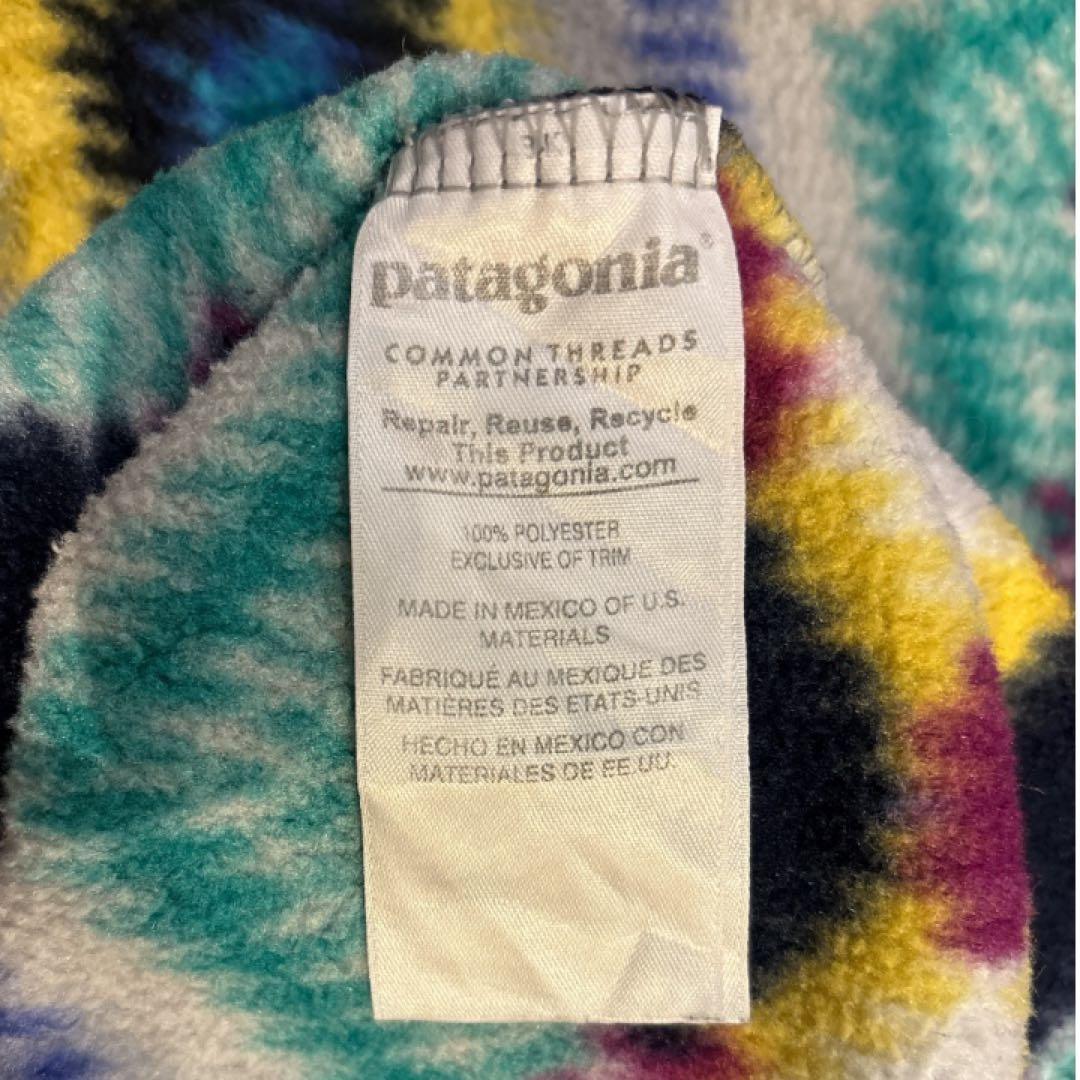 patagonia®
COMMON THREADS
PARTNERSHIP
Repair, Reuse, Recycle
This Product
www.patagonia.com
100% POLYESTER
EXCLUSIVE OF TRIM
MADE IN MEXICO OF U.S.
MATERIALS
FABRIQUÉ AU MEXIQUE DES
MATIÈRES DES ETATS-UNIS
HECHO EN MEXICO CON
MATERIALES DE EE.UU.